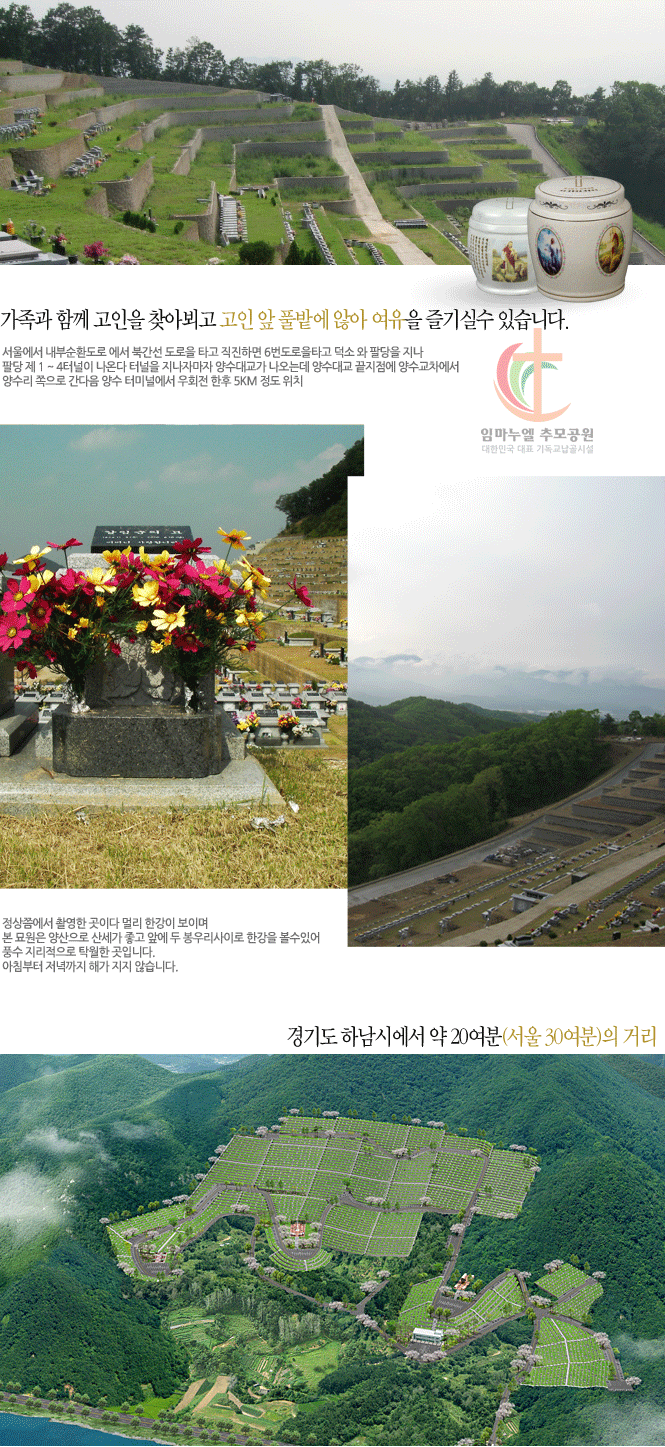 가족과 함께 고인을 찾아뵈고 고인 앞 풀밭에 않아 여유을 즐기실수 있습니다.
서울에서 내부순환도로 에서 북간선 도로을 타고 직진하면 6번도로을타고 덕소 와 팔당을 지나
팔당 제 1 ~ 4터널이 나온다 터널을 지나자마자 양수대교가 나오는데 양수대교 끝지점에 양수교차에서
양수리 쪽으로 간다음 양수 터미널에서 우회전 한후 5KM 정도 위치
임마누엘 추모공원
대한민국 대표 기독교납골시설
정상쯤에서 촬영한 곳이다 멀리 한강이 보이며
본 묘원은 양산으로 산세가 좋고 앞에 두 봉우리사이로 한강을 볼수있어
풍수 지리적으로 탁월한 곳입니다.
아침부터 저녁까지 해가 지지 않습니다.
경기도 하남시에서 약 20여분(서울 30여분)의 거리